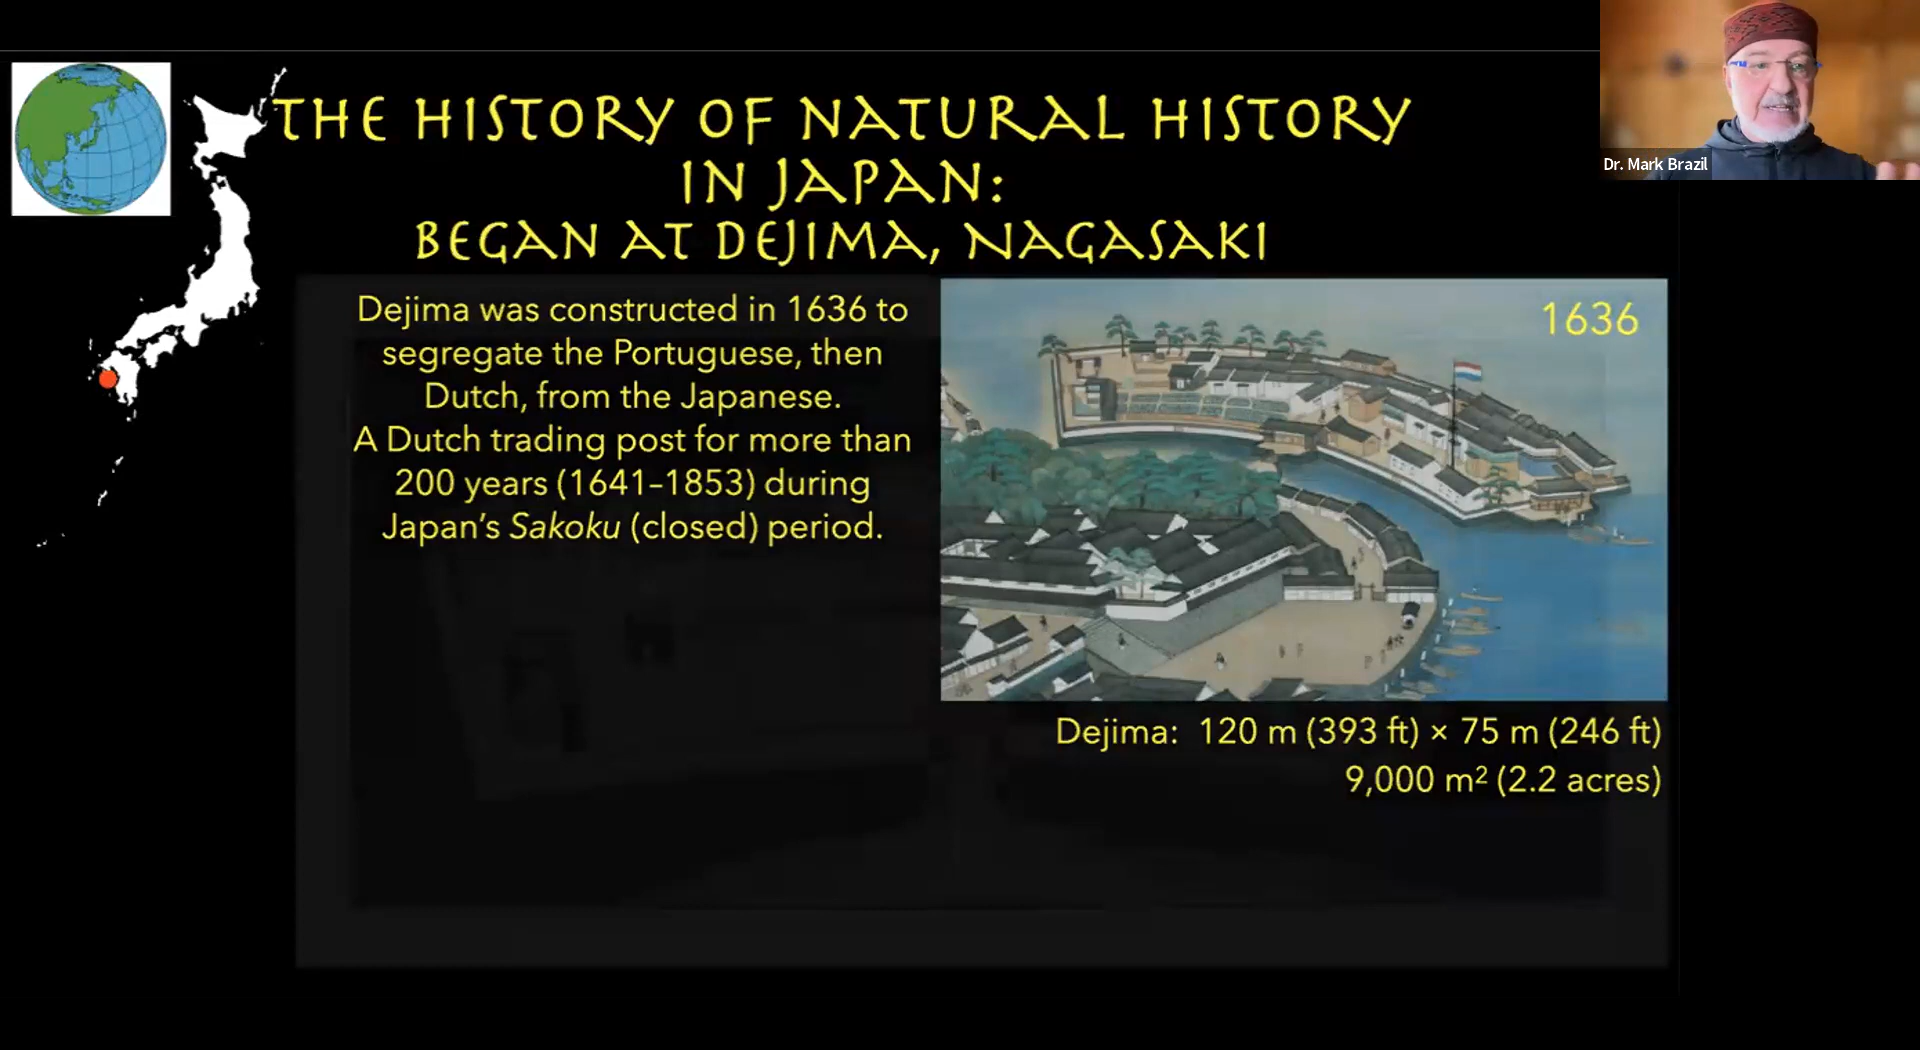 THE HISTORY OF NATURAL HISTORY
IN JAPAN:
BEGAN AT DEJIMA, NAGASAKI
Dejima was constructed in 1636 to
segregate the Portuguese, then
Dutch, from the Japanese.
A Dutch trading post for more than
200 years (1641–1853) during
Japan's Sakoku (closed) period.
1636
Dejima: 120 m (393 ft) × 75 m (246 ft)
9,000 m² (2.2 acres)
Dr. Mark Brazil